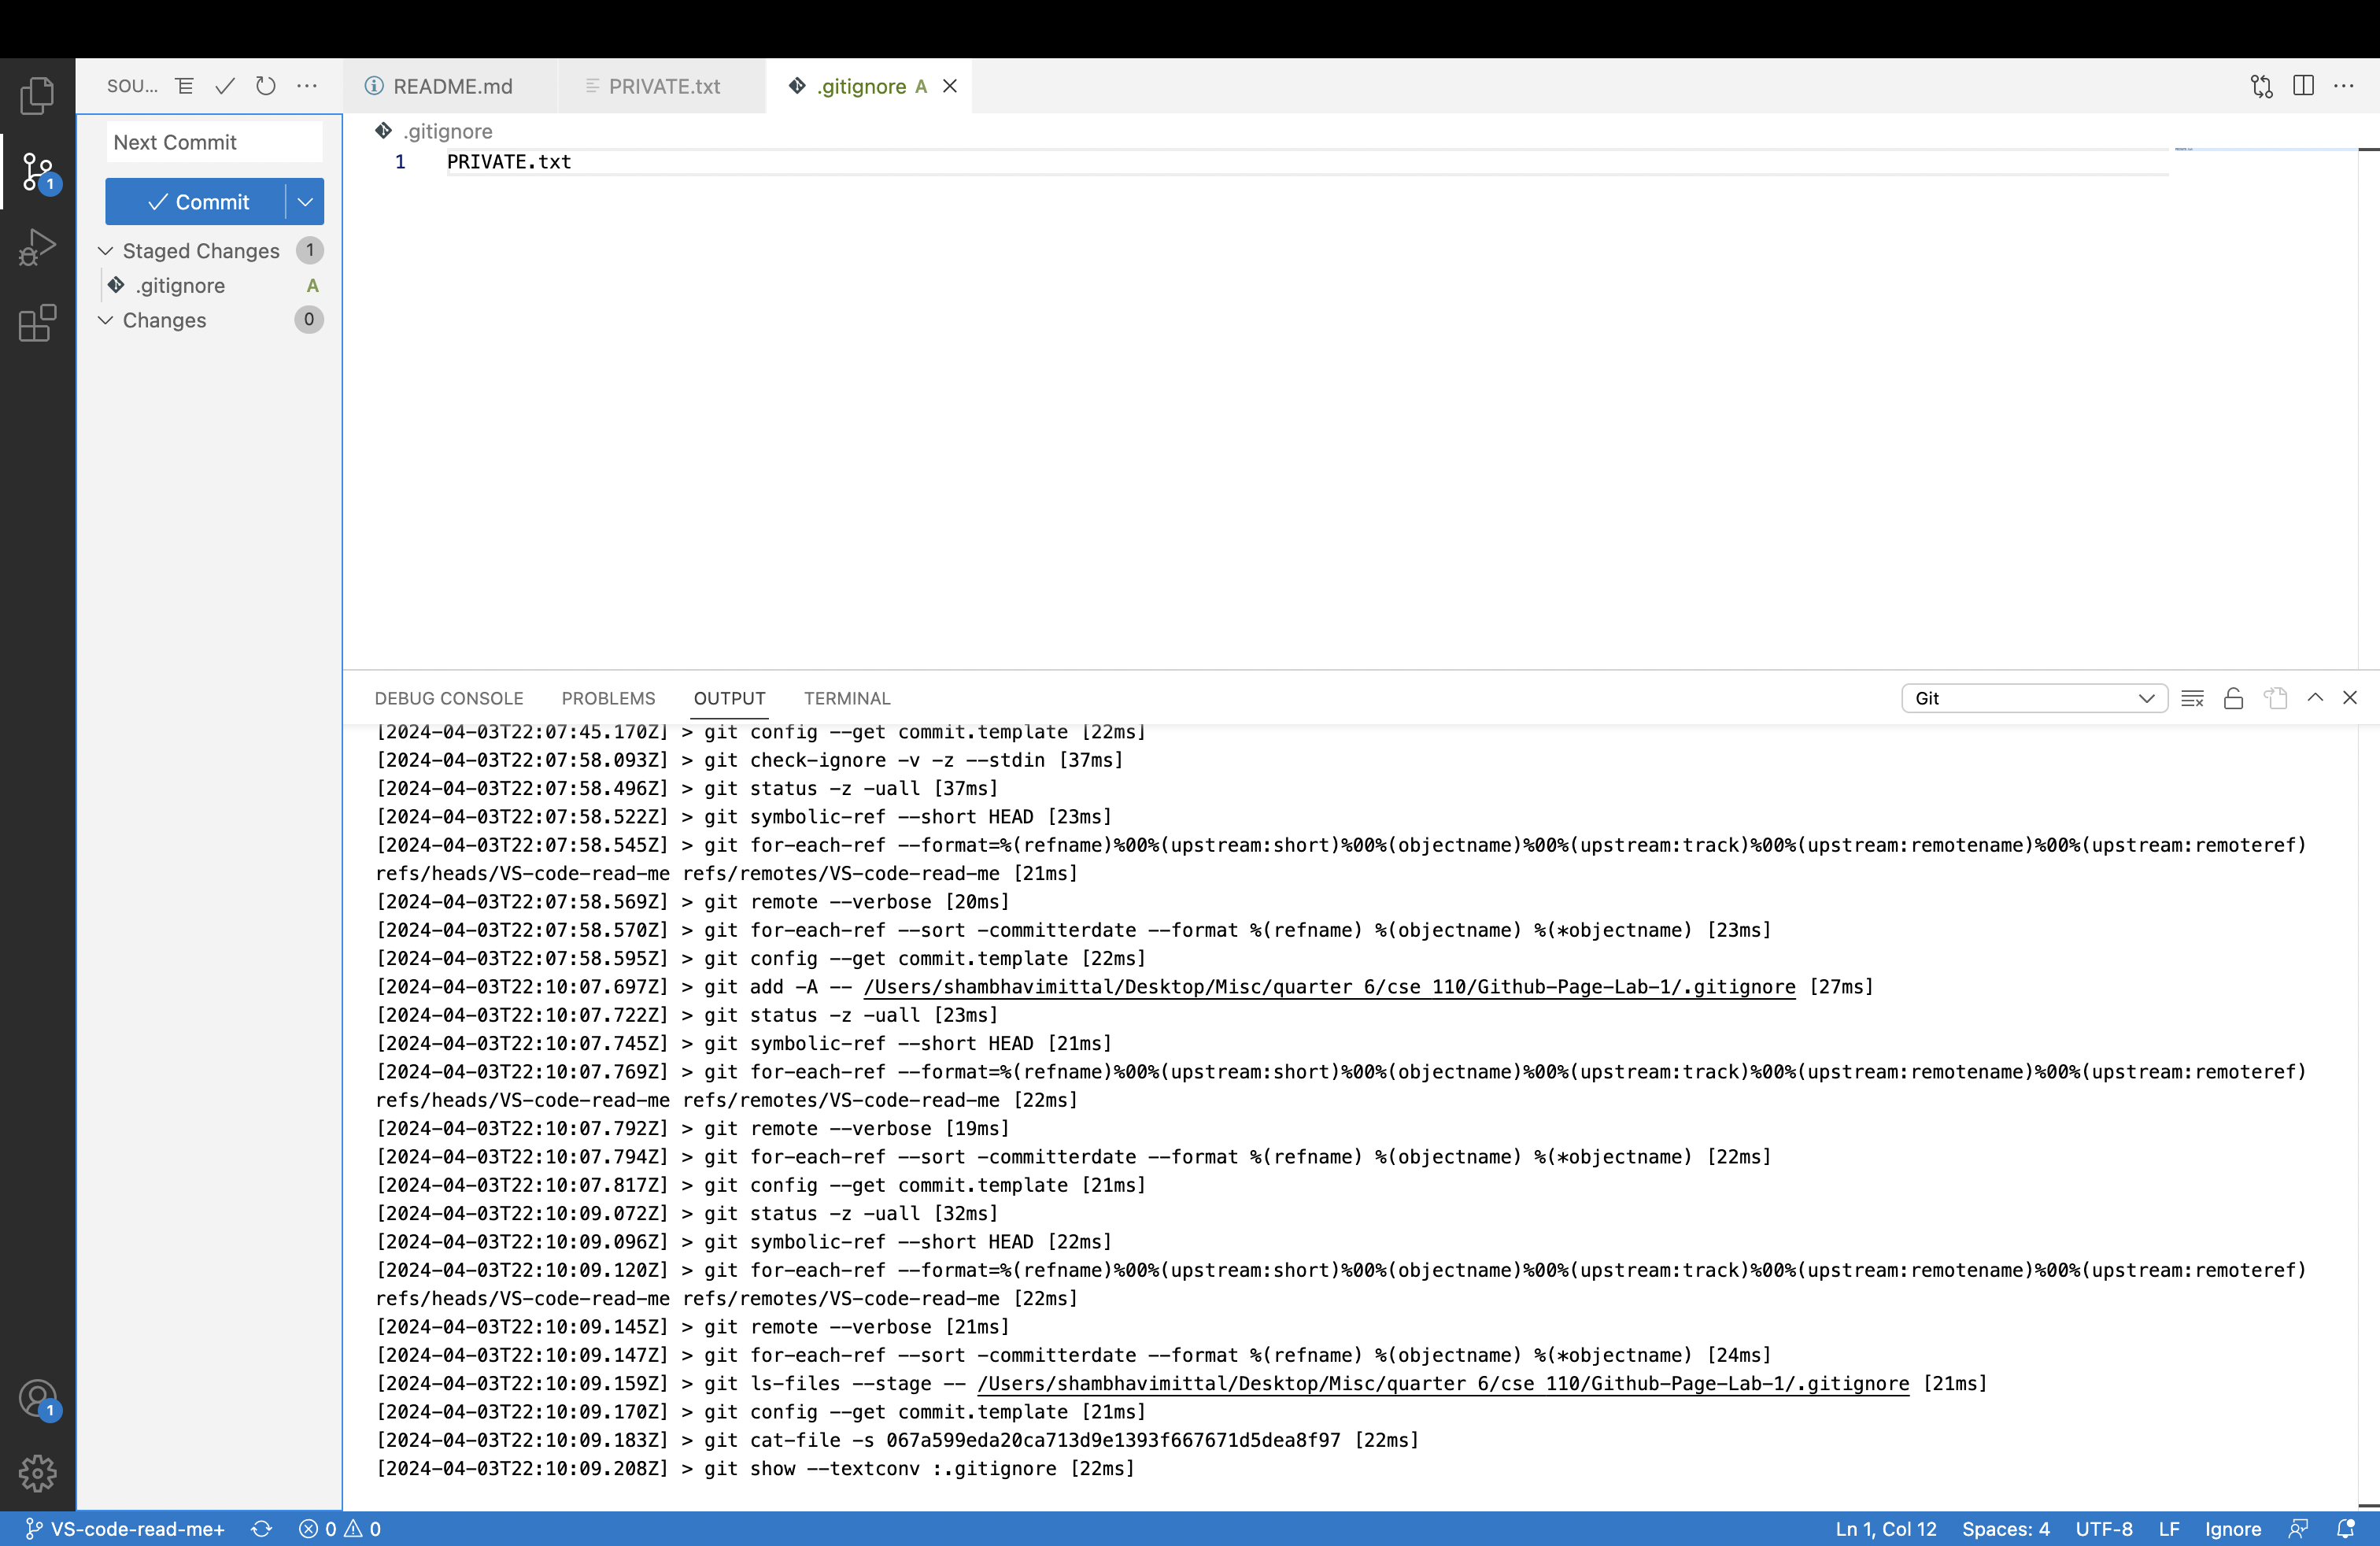 SOU...
README.md
PRIVATE.txt
.gitignore A
Next Commit
Commit
Staged Changes 1
.gitignore A
Changes 0
1
1
.gitignore
1 PRIVATE.txt
DEBUG CONSOLE PROBLEMS OUTPUT TERMINAL
Git
[2024-04-03T22:07:45.170Z] > git config --get commit.template [22ms]
[2024-04-03T22:07:58.093Z] > git check-ignore -v -z --stdin [37ms]
[2024-04-03T22:07:58.496Z] > git status -z -uall [37ms]
[2024-04-03T22:07:58.522Z] > git symbolic-ref --short HEAD [23ms]
[2024-04-03T22:07:58.545Z] > git for-each-ref --format=%(refname)%00%(upstream:short)%00%(objectname)%00%(upstream:track)%00%(upstream:remotename)%00%(upstream:remoteref)
refs/heads/VS-code-read-me refs/remotes/VS-code-read-me [21ms]
[2024-04-03T22:07:58.569Z] > git remote --verbose [20ms]
[2024-04-03T22:07:58.570Z] > git for-each-ref --sort -committerdate --format %(refname) %(objectname) %(*objectname) [23ms]
[2024-04-03T22:07:58.595Z] > git config --get commit.template [22ms]
[2024-04-03T22:10:07.697Z] > git add -A -- /Users/shambhavimittal/Desktop/Misc/quarter 6/cse 110/Github-Page-Lab-1/.gitignore [27ms]
[2024-04-03T22:10:07.722Z] > git status -z -uall [23ms]
[2024-04-03T22:10:07.745Z] > git symbolic-ref --short HEAD [21ms]
[2024-04-03T22:10:07.769Z] > git for-each-ref --format=%(refname)%00%(upstream:short)%00%(objectname)%00%(upstream:track)%00%(upstream:remotename)%00%(upstream:remoteref)
refs/heads/VS-code-read-me refs/remotes/VS-code-read-me [22ms]
[2024-04-03T22:10:07.792Z] > git remote --verbose [19ms]
[2024-04-03T22:10:07.794Z] > git for-each-ref --sort -committerdate --format %(refname) %(objectname) %(*objectname) [22ms]
[2024-04-03T22:10:07.817Z] > git config --get commit.template [21ms]
[2024-04-03T22:10:09.072Z] > git status -z -uall [32ms]
[2024-04-03T22:10:09.096Z] > git symbolic-ref --short HEAD [22ms]
[2024-04-03T22:10:09.120Z] > git for-each-ref --format=%(refname)%00%(upstream:short)%00%(objectname)%00%(upstream:track)%00%(upstream:remotename)%00%(upstream:remoteref)
refs/heads/VS-code-read-me refs/remotes/VS-code-read-me [22ms]
[2024-04-03T22:10:09.145Z] > git remote --verbose [21ms]
[2024-04-03T22:10:09.147Z] > git for-each-ref --sort -committerdate --format %(refname) %(objectname) %(*objectname) [24ms]
[2024-04-03T22:10:09.159Z] > git ls-files --stage -- /Users/shambhavimittal/Desktop/Misc/quarter 6/cse 110/Github-Page-Lab-1/.gitignore [21ms]
[2024-04-03T22:10:09.170Z] > git config --get commit.template [21ms]
[2024-04-03T22:10:09.183Z] > git cat-file -s 067a599eda20ca713d9e1393f667671d5dea8f97 [22ms]
[2024-04-03T22:10:09.208Z] > git show --textconv :.gitignore [22ms]
VS-code-read-me+ 0 0 Ln 1, Col 12 Spaces: 4 UTF-8 LF Ignore